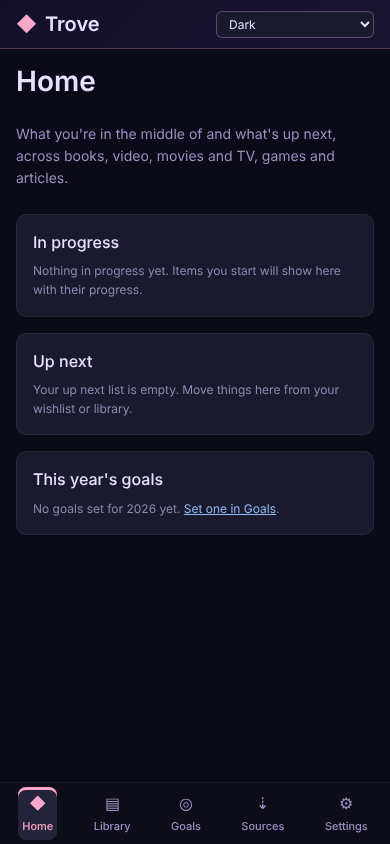 Trove
Dark
Home
What you're in the middle of and what's up next,
across books, video, movies and TV, games and
articles.
In progress
Nothing in progress yet. Items you start will show here
with their progress.
Up next
Your up next list is empty. Move things here from your
wishlist or library.
This year's goals
No goals set for 2026 yet. Set one in Goals.
Home Library Goals Sources Settings